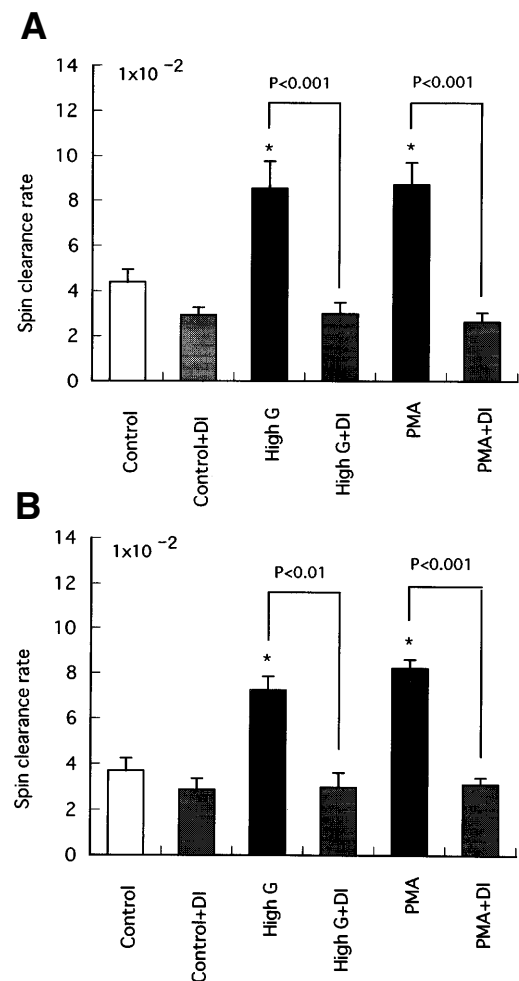 A
14
1x10 -2
P<0.001
P<0.001
12
*
*
10
8
6
4
2
0
Spin clearance rate
Control
Control+DI
High G
High G+DI
PMA
PMA+DI
B
14
1x10 -2
P<0.01
P<0.001
12
10
*
*
8
6
4
2
0
Spin clearance rate
Control
Control+DI
High G
High G+DI
PMA
PMA+DI